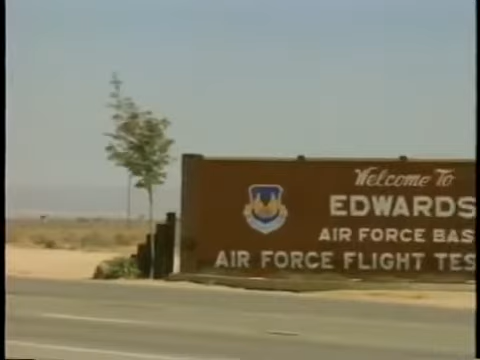 Welcome To
EDWARDS
AIR FORCE BAS
AIR FORCE FLIGHT TES